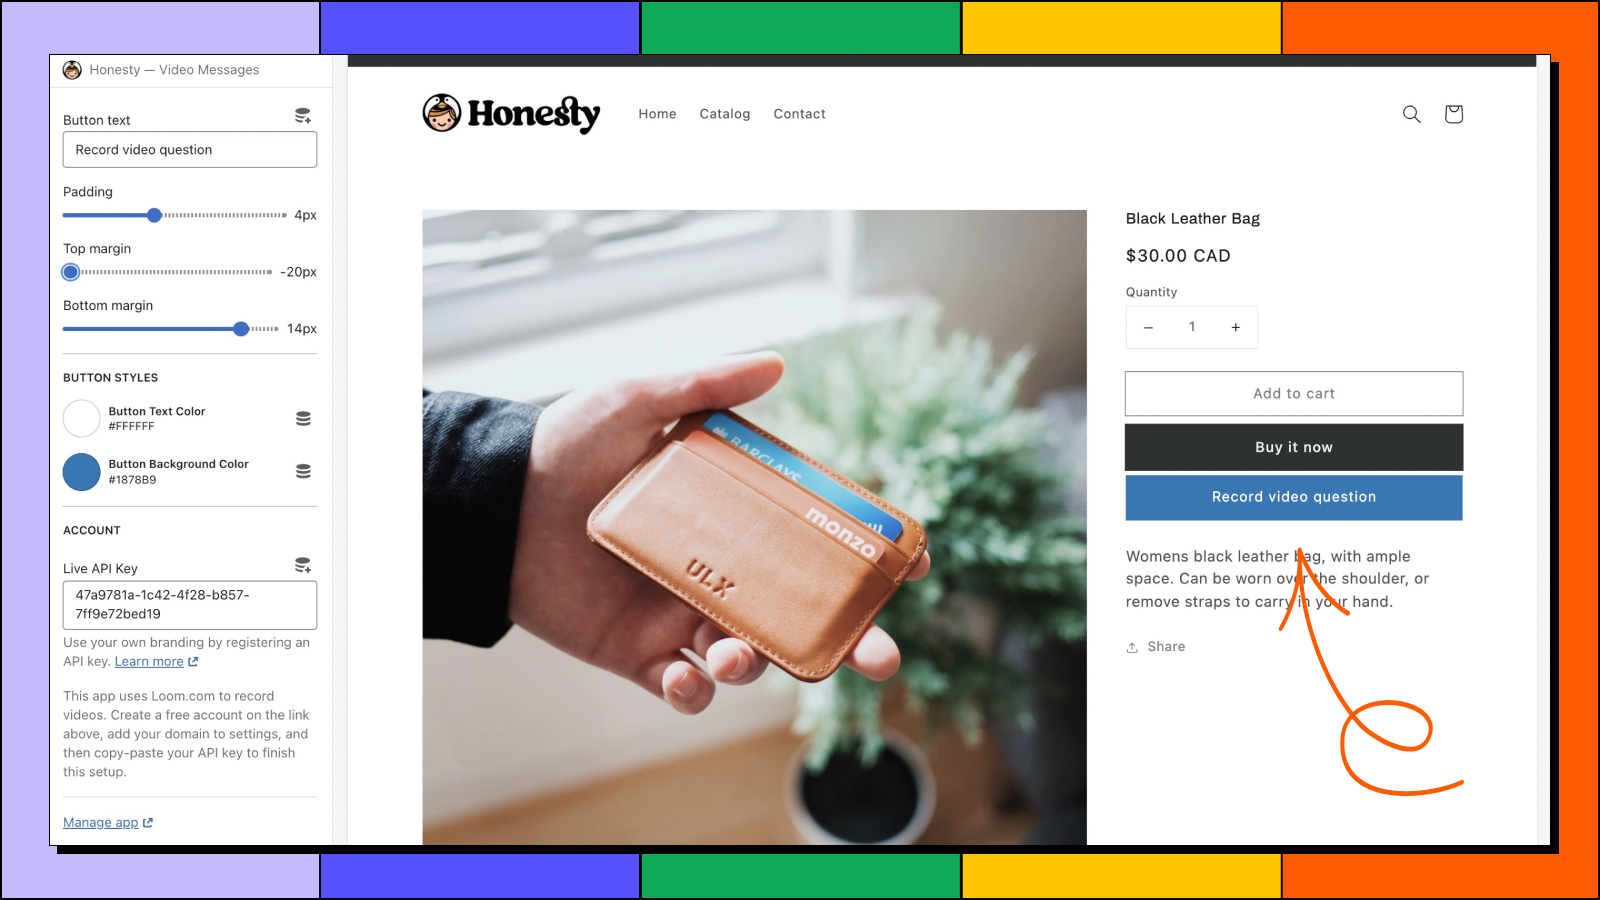 Honesty — Video Messages
Button text
Record video question
Padding
4px
Top margin
-20px
Bottom margin
14px
BUTTON STYLES
Button Text Color
#FFFFFF
Button Background Color
#1878B9
ACCOUNT
Live API Key
47a9781a-1c42-4f28-b857-
7ff9e72bed19
Use your own branding by registering an
API key. Learn more
This app uses Loom.com to record
videos. Create a free account on the link
above, add your domain to settings, and
then copy-paste your API key to finish
this setup.
Manage app
Honesty
Home Catalog Contact
BARCLAYS
monzo
ULX
Black Leather Bag
$30.00 CAD
Quantity
− 1 +
Add to cart
Buy it now
Record video question
Womens black leather bag, with ample
space. Can be worn over the shoulder, or
remove straps to carry in your hand.
Share